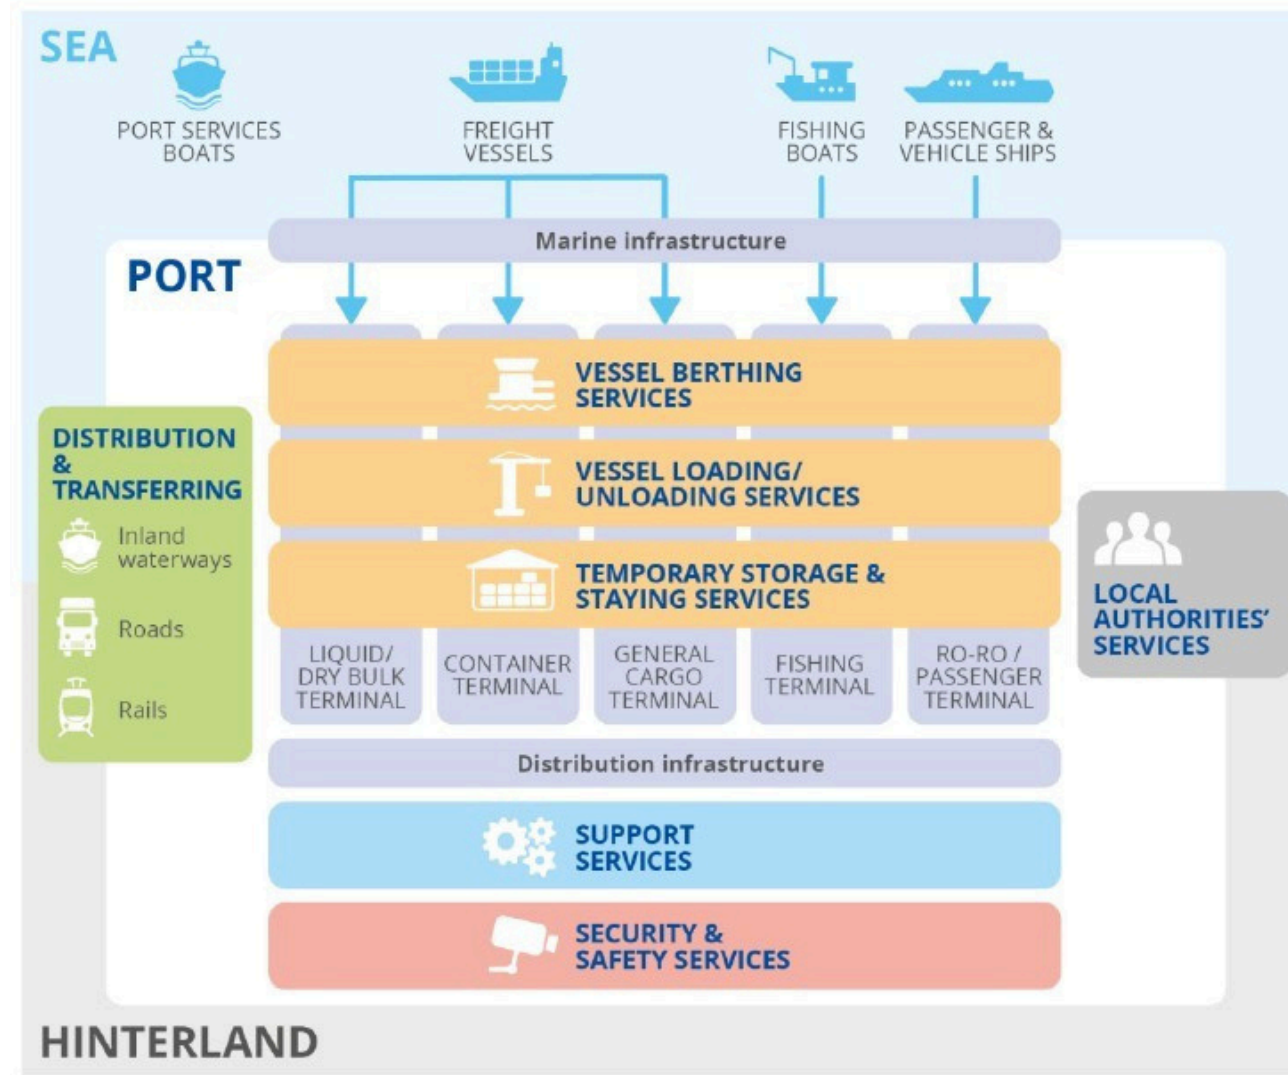 SEA
PORT SERVICES
BOATS
FREIGHT
VESSELS
FISHING
BOATS
PASSENGER &
VEHICLE SHIPS
Marine infrastructure
PORT
VESSEL BERTHING
SERVICES
DISTRIBUTION
&
TRANSFERRING
Inland
waterways
Roads
Rails
VESSEL LOADING/
UNLOADING SERVICES
TEMPORARY STORAGE &
STAYING SERVICES
LOCAL
AUTHORITIES’
SERVICES
LIQUID/
DRY BULK
TERMINAL
CONTAINER
TERMINAL
GENERAL
CARGO
TERMINAL
FISHING
TERMINAL
RO-RO /
PASSENGER
TERMINAL
Distribution infrastructure
SUPPORT
SERVICES
SECURITY &
SAFETY SERVICES
HINTERLAND